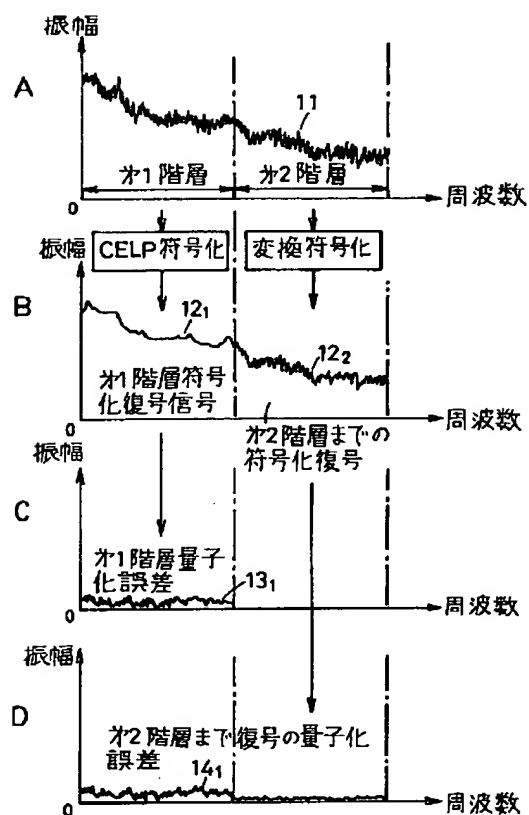 振幅
A
11
才1階層
才2階層
0
周波数
振幅
CELP符号化
変換符号化
B
12₁
12₂
才1階層符号
化復号信号
才2階層までの
符号化復号
0
周波数
振幅
C
才1階層量子
化誤差
13₁
0
周波数
振幅
D
才2階層まで復号の量子化
誤差
14₁
0
周波数